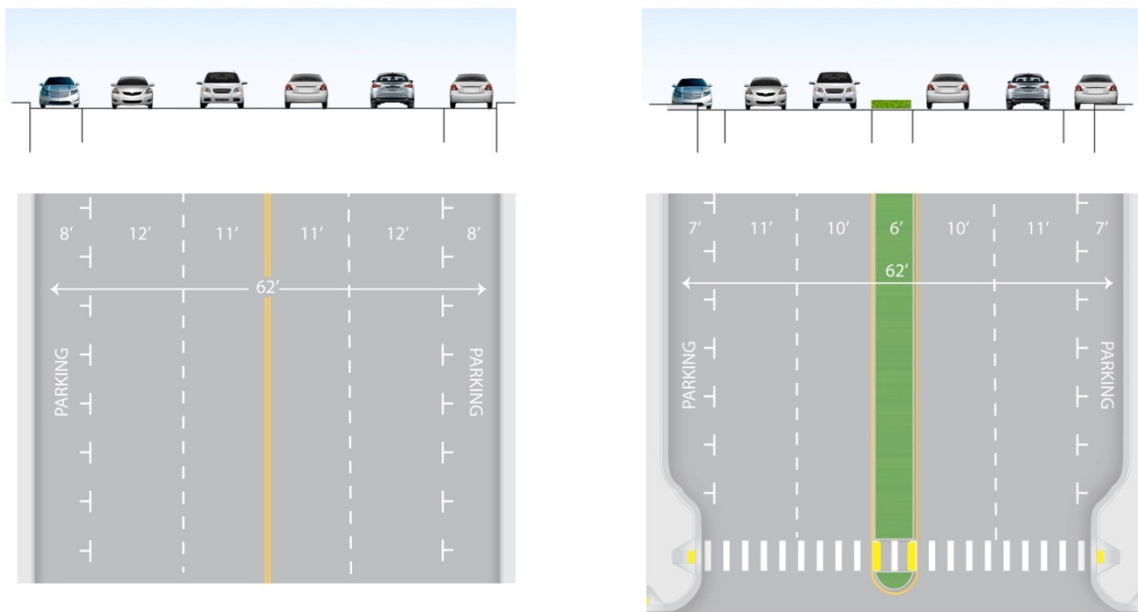 8’ 12’ 11’ 11’ 12’ 8’
62’
PARKING
PARKING
7’ 11’ 10’ 6’ 10’ 11’ 7’
62’
PARKING
PARKING